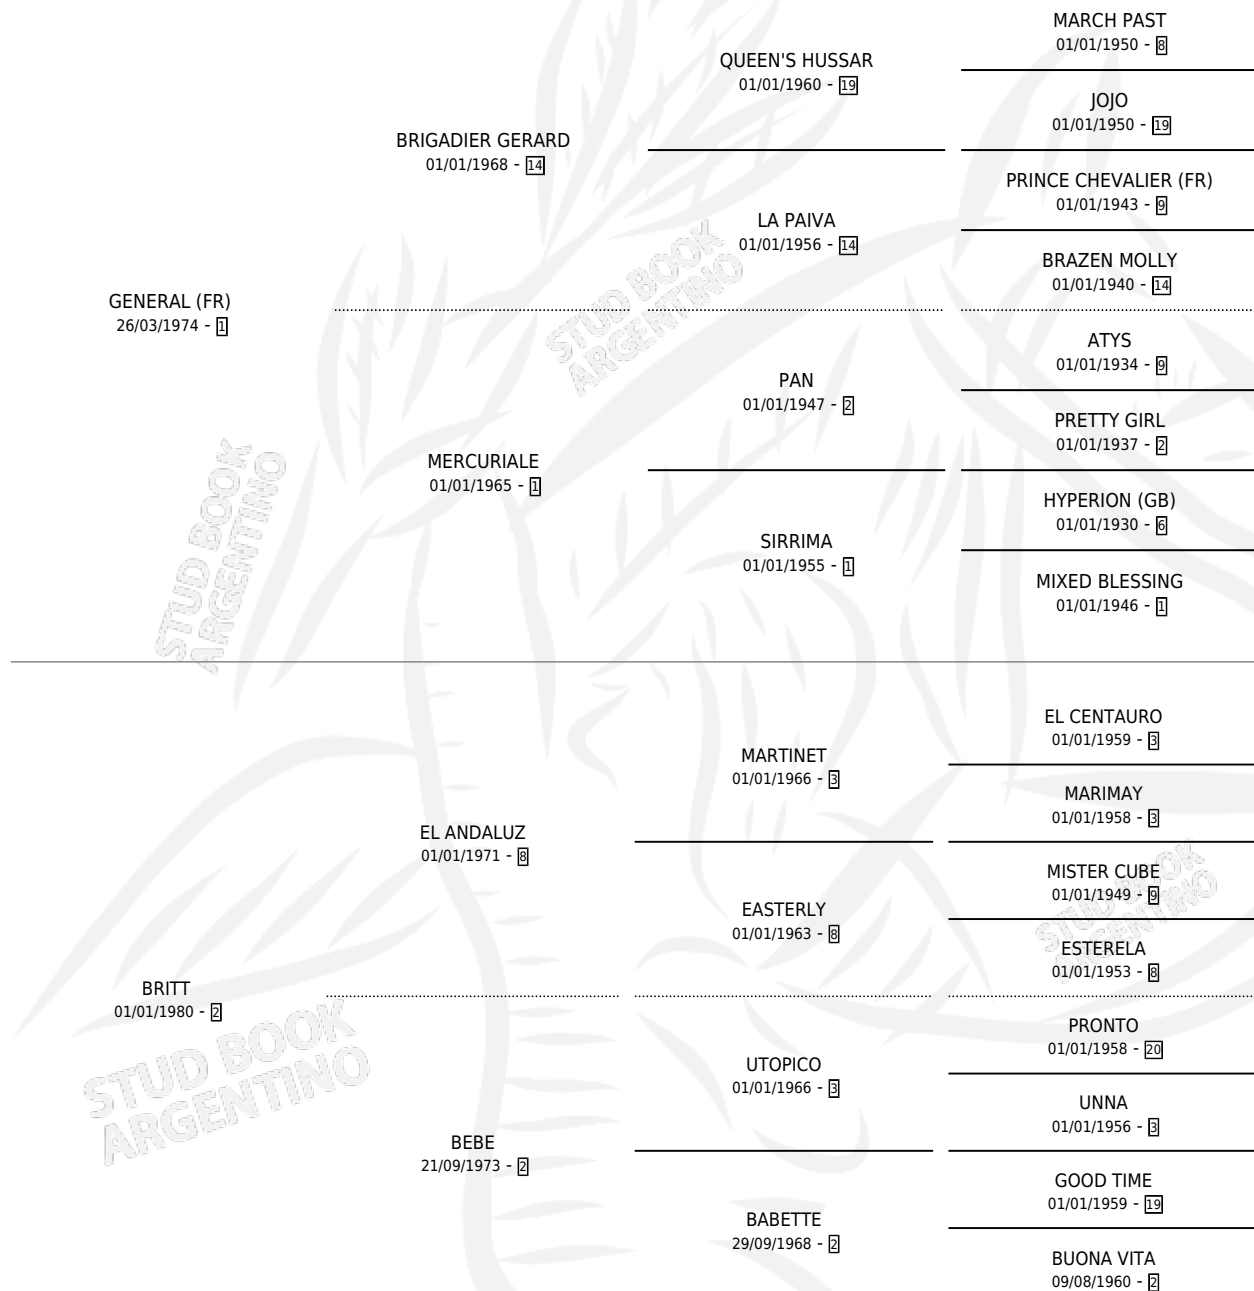 MARCH PAST
01/01/1950 - 8
QUEEN'S HUSSAR
01/01/1960 - 19
JOJO
01/01/1950 - 19
BRIGADIER GERARD
01/01/1968 - 14
PRINCE CHEVALIER (FR)
01/01/1943 - 9
LA PAIVA
01/01/1956 - 14
BRAZEN MOLLY
01/01/1940 - 14
GENERAL (FR)
26/03/1974 - 1
STUD BOOK
ARGENTINO
ATYS
01/01/1934 - 9
PAN
01/01/1947 - 2
PRETTY GIRL
01/01/1937 - 2
MERCURIALE
01/01/1965 - 1
HYPERION (GB)
01/01/1930 - 6
SIRRIMA
01/01/1955 - 1
MIXED BLESSING
01/01/1946 - 1
STUD BOOK
ARGENTINO
EL CENTAURO
01/01/1959 - 3
MARTINET
01/01/1966 - 3
MARIMAY
01/01/1958 - 3
EL ANDALUZ
01/01/1971 - 8
MISTER CUBE
01/01/1949 - 9
EASTERLY
01/01/1963 - 8
ESTERELA
01/01/1953 - 8
STUD BOOK
ARGENTINO
BRITT
01/01/1980 - 2
PRONTO
01/01/1958 - 20
UTOPICO
01/01/1966 - 3
UNNA
01/01/1956 - 3
STUD BOOK
ARGENTINO
BEBE
21/09/1973 - 2
GOOD TIME
01/01/1959 - 19
BABETTE
29/09/1968 - 2
BUONA VITA
09/08/1960 - 2